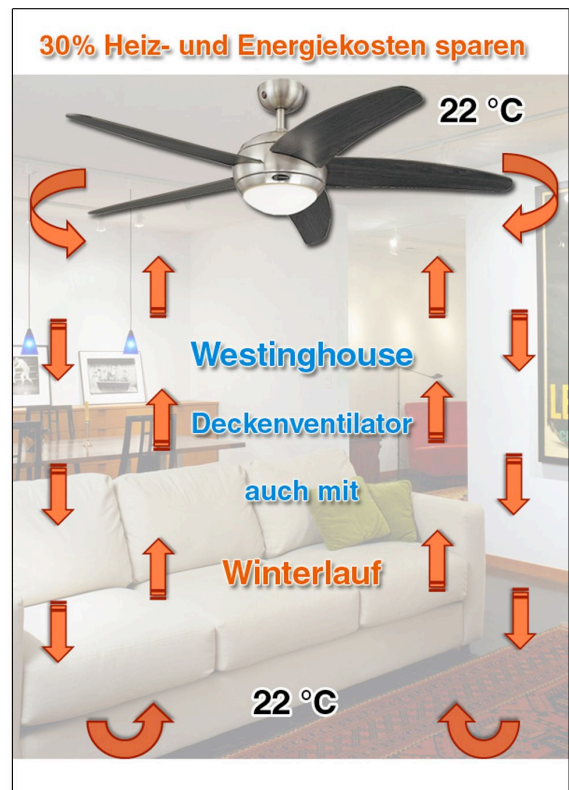 30% Heiz- und Energiekosten sparen
22 °C
Westinghouse
Deckenventilator
auch mit
Winterlauf
22 °C